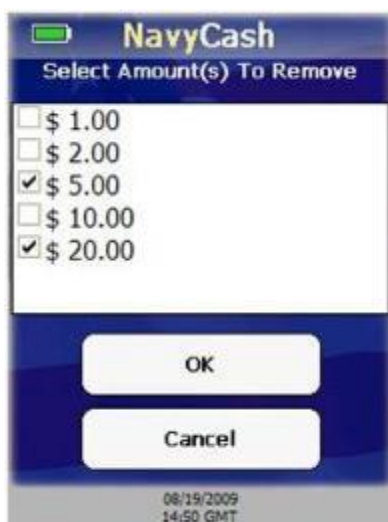 NavyCash
Select Amount(s) To Remove
$ 1.00
$ 2.00
$ 5.00
$ 10.00
$ 20.00
OK
Cancel
08/19/2009
14:50 GMT